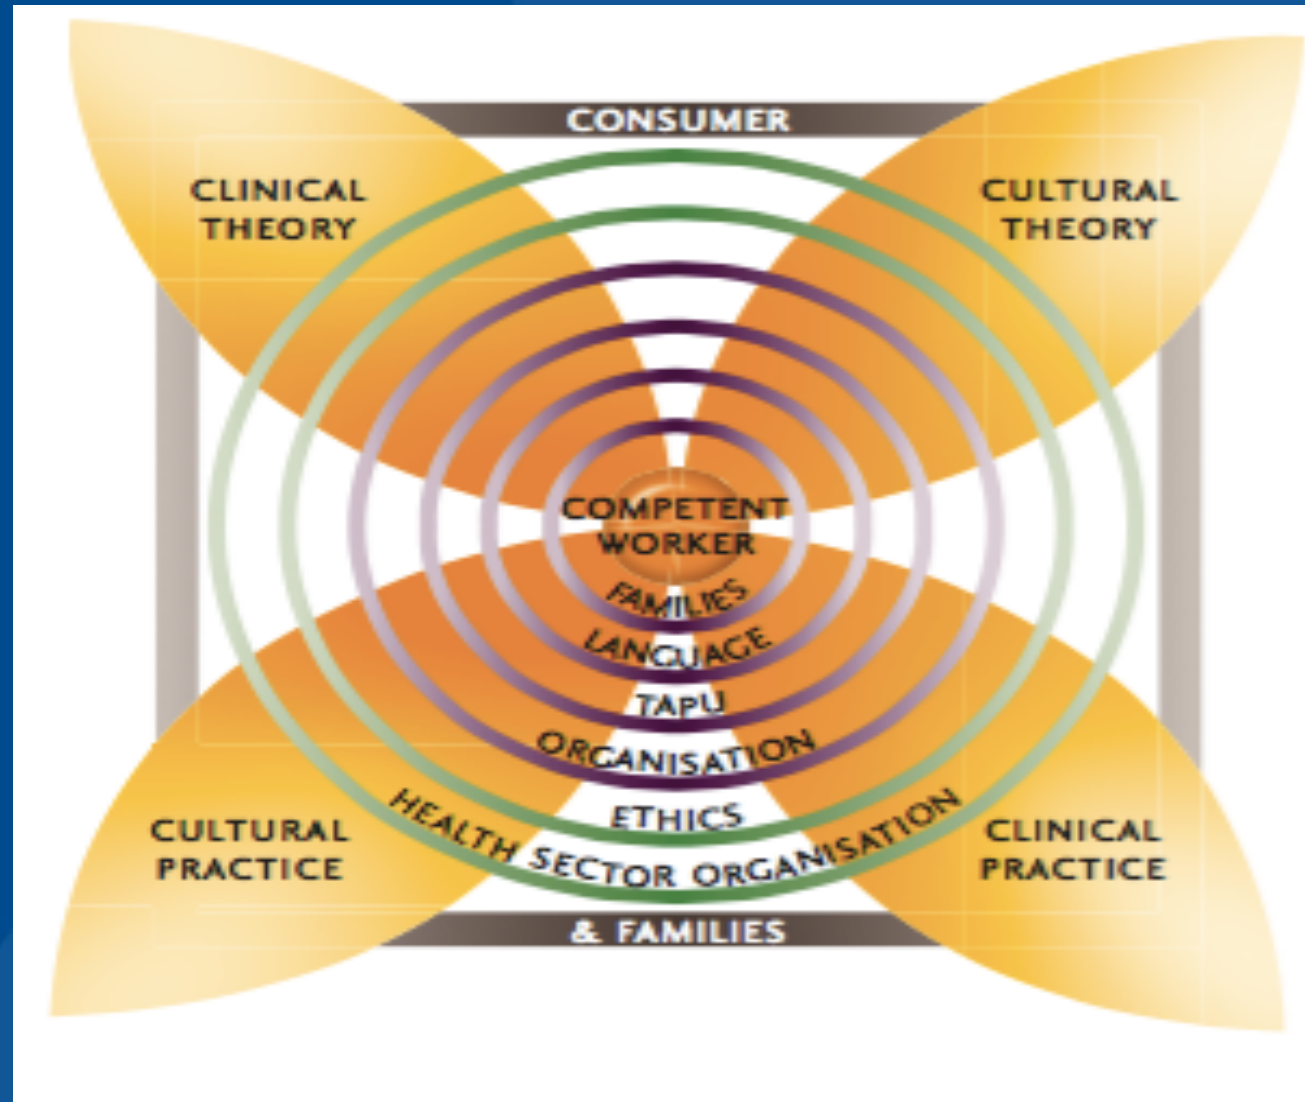 CONSUMER
CLINICAL
THEORY
CULTURAL
THEORY
COMPETENT
WORKER
FAMILIES
LANGUAGE
TAPU
ORGANISATION
ETHICS
HEALTH SECTOR ORGANISATION
CULTURAL
PRACTICE
CLINICAL
PRACTICE
& FAMILIES